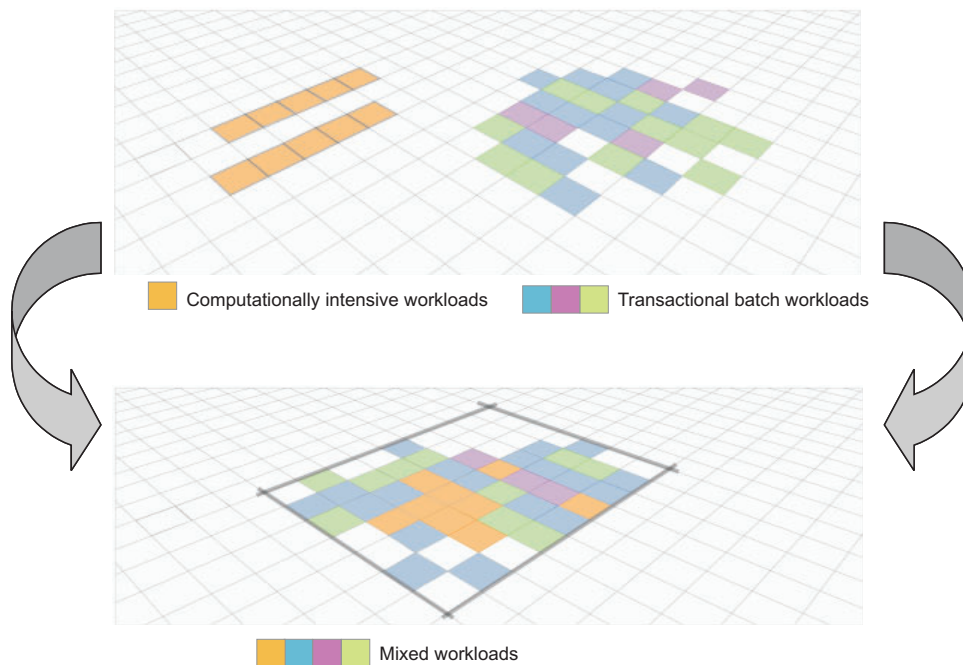 Computationally intensive workloads
Transactional batch workloads
Mixed workloads